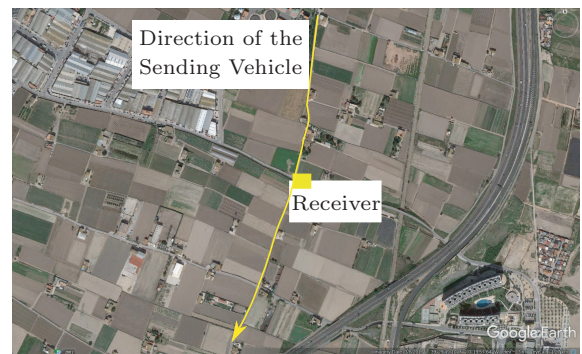 Direction of the
Sending Vehicle
Receiver
Google Earth